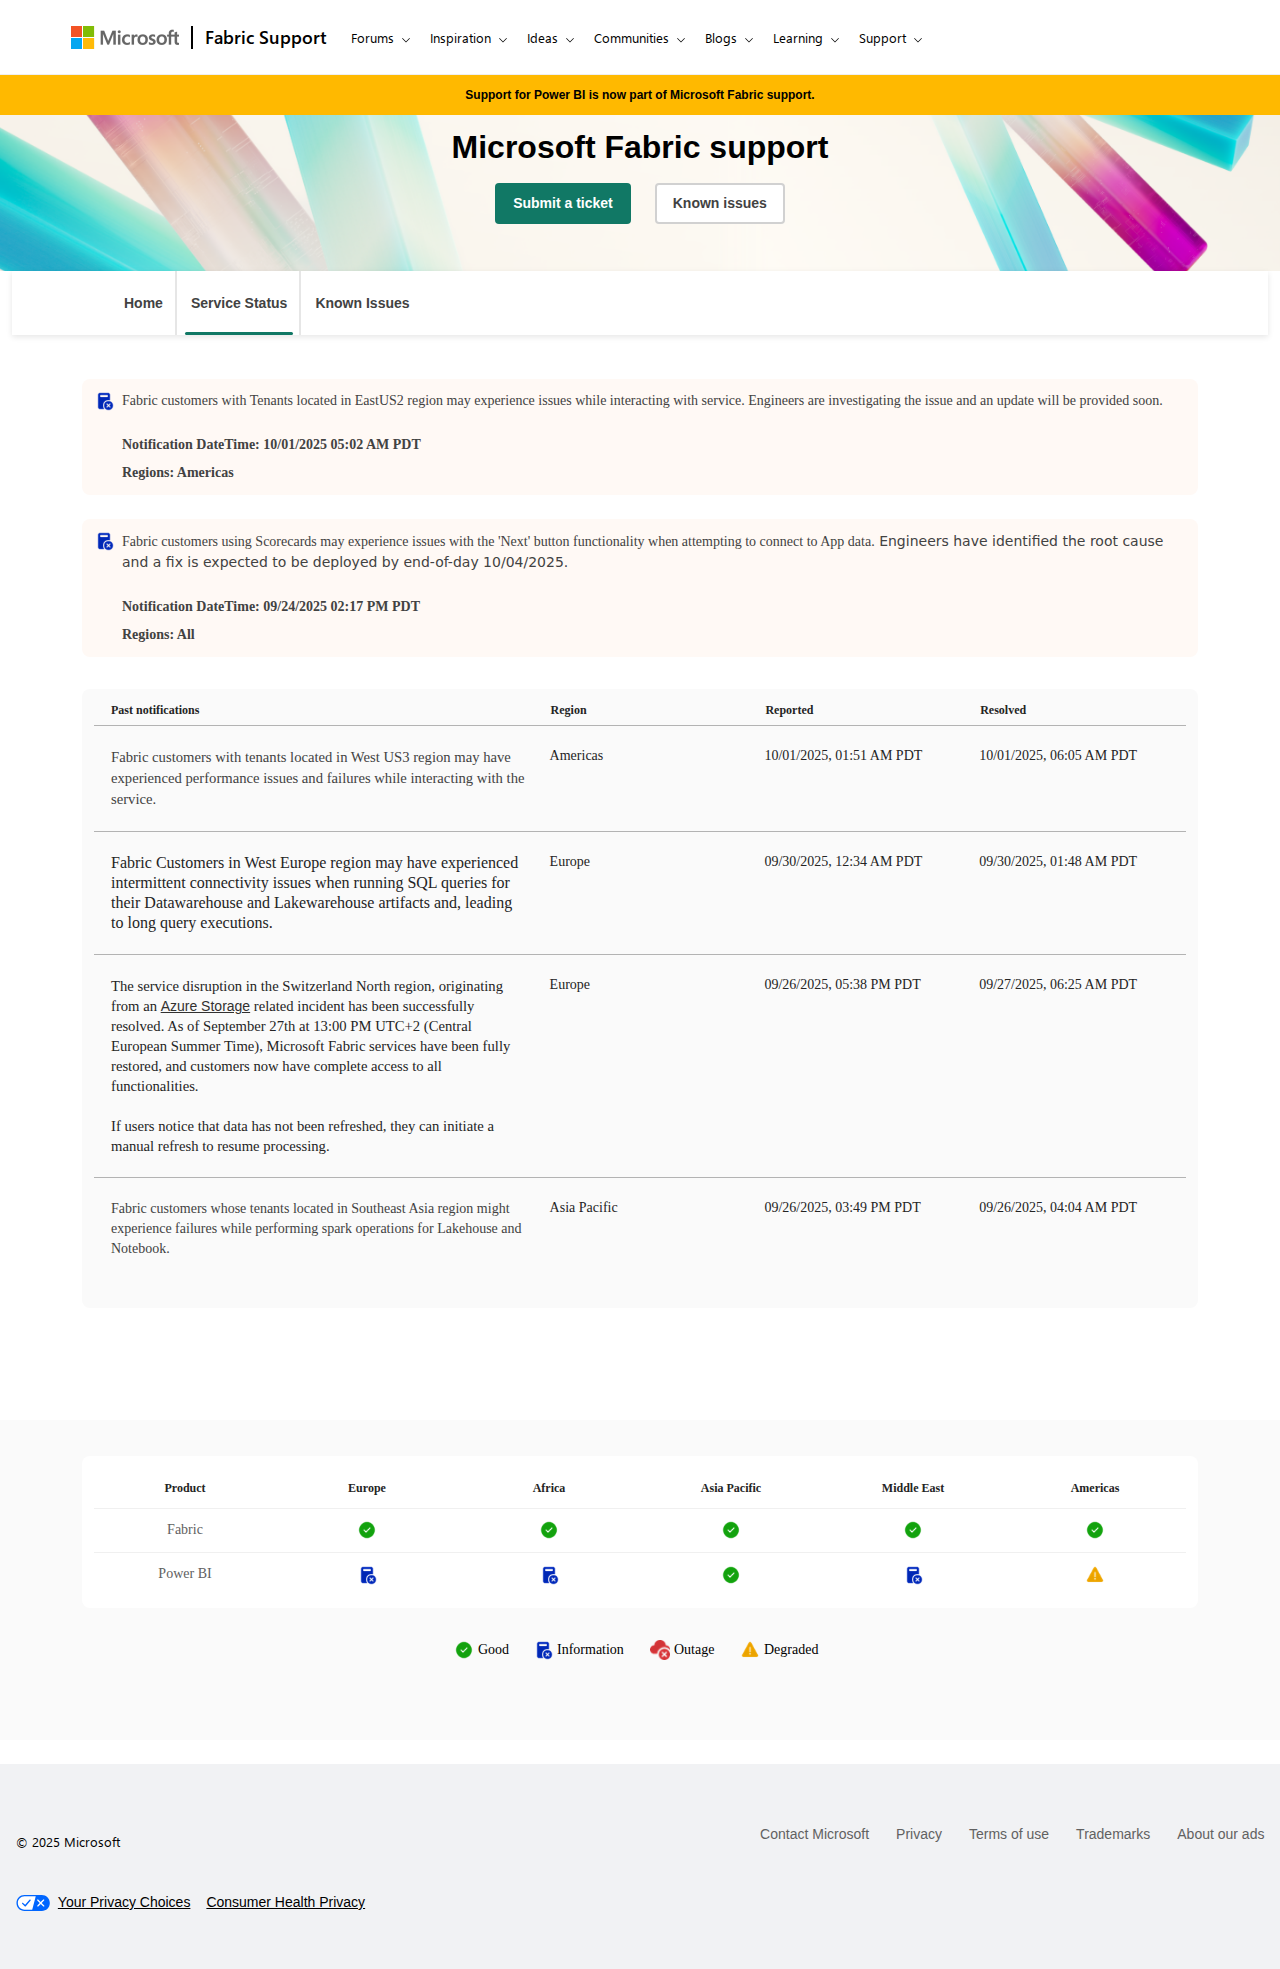 Microsoft
Fabric Support
Forums
Inspiration
Ideas
Communities
Blogs
Learning
Support
Support for Power BI is now part of Microsoft Fabric support.
Microsoft Fabric support
Submit a ticket
Known issues
Home
Service Status
Known Issues
Fabric customers with Tenants located in EastUS2 region may experience issues while interacting with service. Engineers are investigating the issue and an update will be provided soon.
Notification DateTime: 10/01/2025 05:02 AM PDT
Regions: Americas
Fabric customers using Scorecards may experience issues with the 'Next' button functionality when attempting to connect to App data. Engineers have identified the root cause
and a fix is expected to be deployed by end-of-day 10/04/2025.
Notification DateTime: 09/24/2025 02:17 PM PDT
Regions: All
Past notifications
Region
Reported
Resolved
Fabric customers with tenants located in West US3 region may have
experienced performance issues and failures while interacting with the
service.
Americas
10/01/2025, 01:51 AM PDT
10/01/2025, 06:05 AM PDT
Fabric Customers in West Europe region may have experienced
intermittent connectivity issues when running SQL queries for
their Datawarehouse and Lakewarehouse artifacts and, leading
to long query executions.
Europe
09/30/2025, 12:34 AM PDT
09/30/2025, 01:48 AM PDT
The service disruption in the Switzerland North region, originating
from an Azure Storage related incident has been successfully
resolved. As of September 27th at 13:00 PM UTC+2 (Central
European Summer Time), Microsoft Fabric services have been fully
restored, and customers now have complete access to all
functionalities.
If users notice that data has not been refreshed, they can initiate a
manual refresh to resume processing.
Europe
09/26/2025, 05:38 PM PDT
09/27/2025, 06:25 AM PDT
Fabric customers whose tenants located in Southeast Asia region might
experience failures while performing spark operations for Lakehouse and
Notebook.
Asia Pacific
09/26/2025, 03:49 PM PDT
09/26/2025, 04:04 AM PDT
Product
Europe
Africa
Asia Pacific
Middle East
Americas
Fabric
Power BI
Good
Information
Outage
Degraded
© 2025 Microsoft
Contact Microsoft
Privacy
Terms of use
Trademarks
About our ads
Your Privacy Choices
Consumer Health Privacy